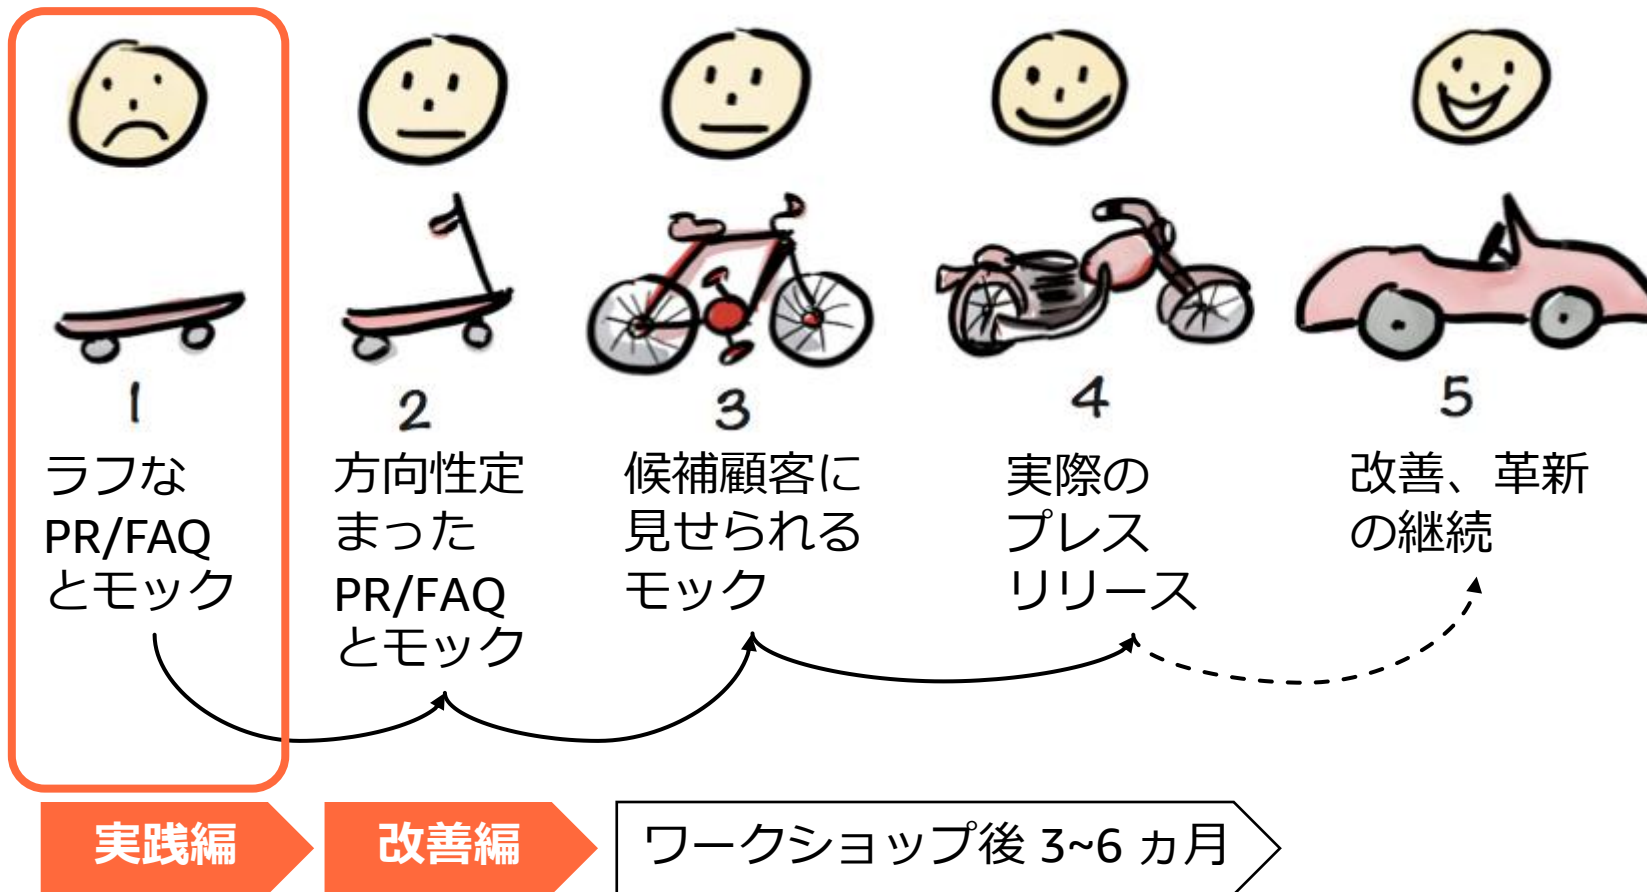 1
ラフな
PR/FAQ
とモック
2
方向性定
まった
PR/FAQ
とモック
3
候補顧客に
見せられる
モック
4
実際の
プレス
リリース
5
改善、革新
の継続
実践編
改善編
ワークショップ後 3~6 ヵ月